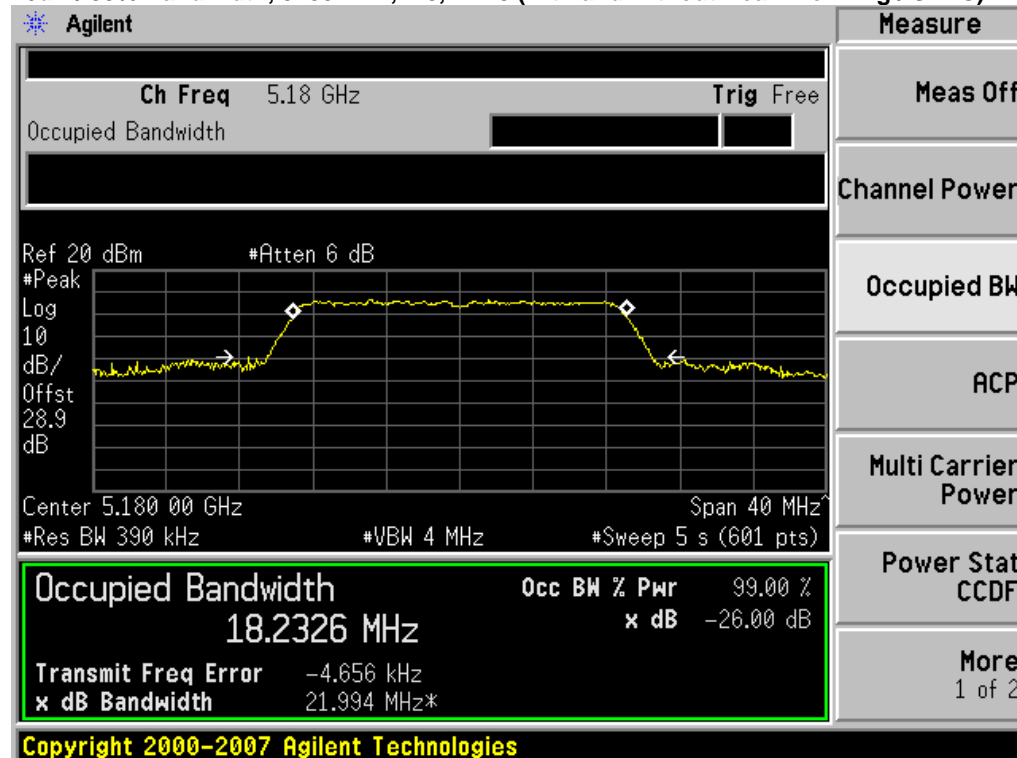 Agilent
Measure
Ch Freq 5.18 GHz
Trig Free
Meas Off
Occupied Bandwidth
Channel Power
Ref 20 dBm #Atten 6 dB
#Peak
Log
10
dB/
Offst
28.9
dB
Occupied BW
ACP
Multi Carrier
Power
Center 5.180 00 GHz
Span 40 MHz^
#Res BW 390 kHz #VBW 4 MHz #Sweep 5 s (601 pts)
Occupied Bandwidth
18.2326 MHz
Occ BW % Pwr 99.00 %
x dB -26.00 dB
Transmit Freq Error -4.656 kHz
x dB Bandwidth 21.994 MHz*
Power Stat
CCDF
More
1 of 2
Copyright 2000-2007 Agilent Technologies